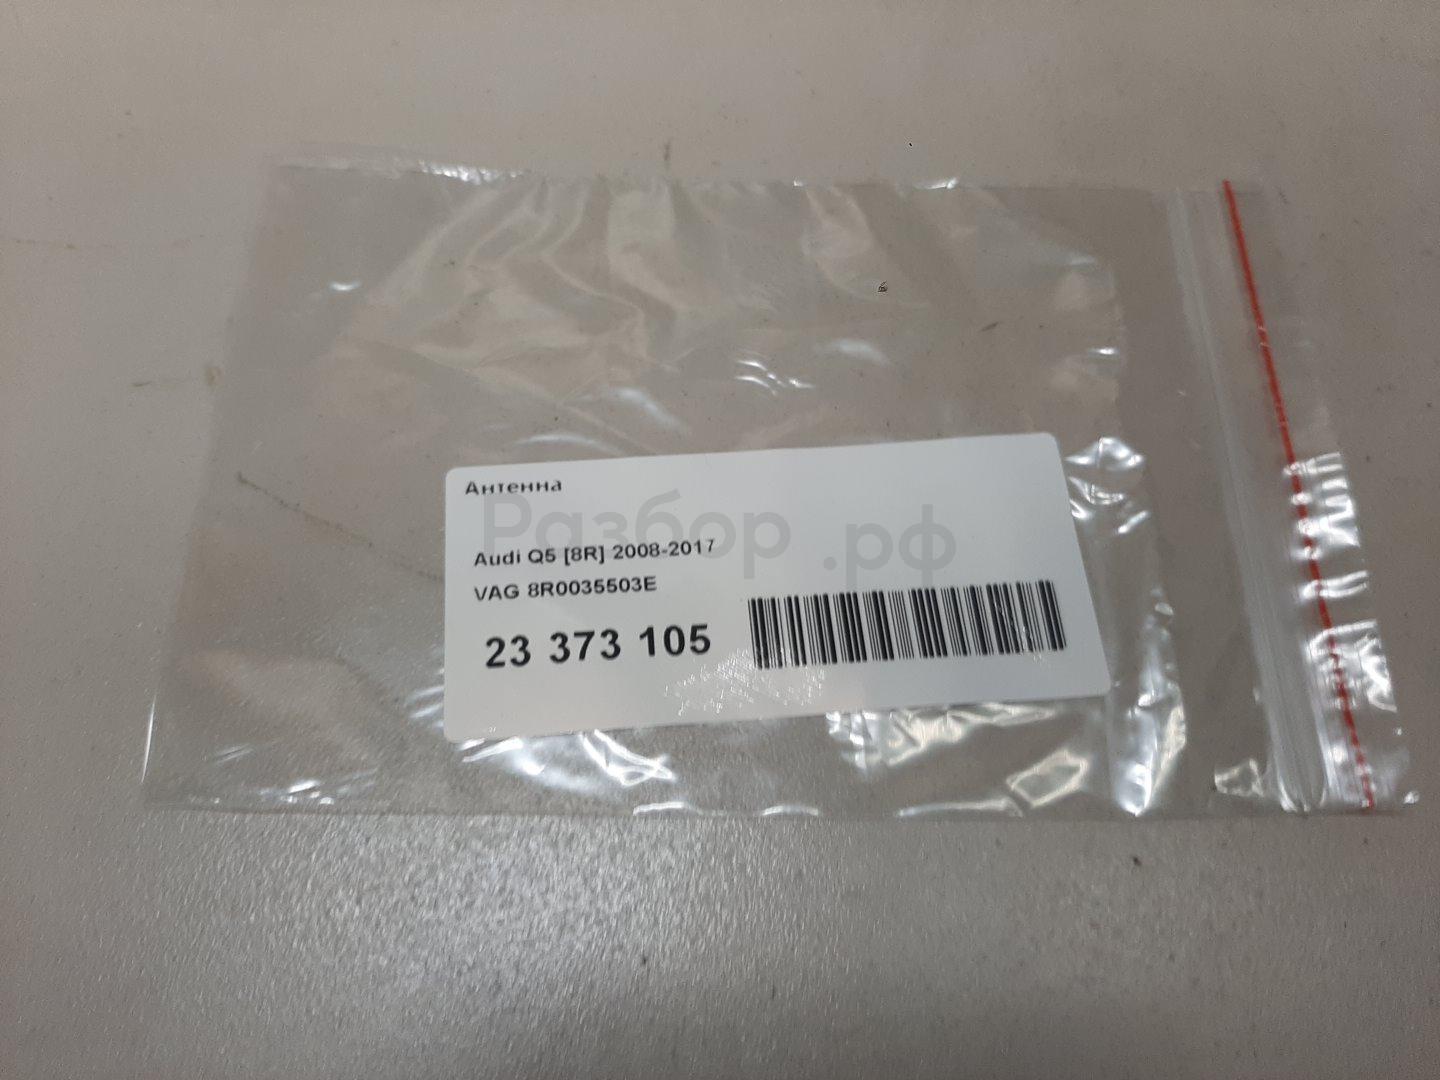 Антенна
Разбор.рф
Audi Q5 [8R] 2008-2017
VAG 8R0035503E
23 373 105